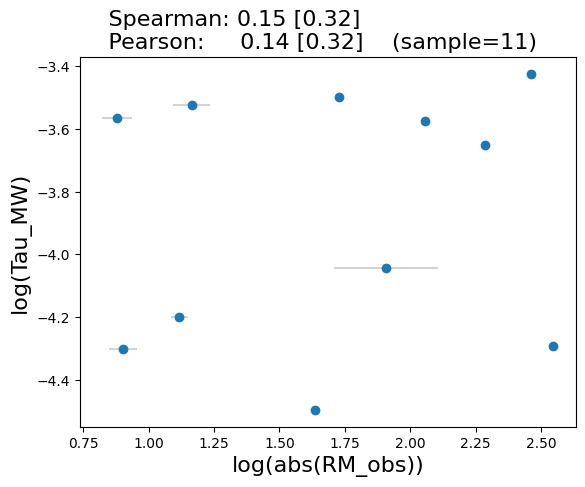 Spearman: 0.15 [0.32]
Pearson: 0.14 [0.32] (sample=11)
−3.4
−3.6
−3.8
−4.0
−4.2
−4.4
log(Tau_MW)
0.75 1.00 1.25 1.50 1.75 2.00 2.25 2.50
log(abs(RM_obs))